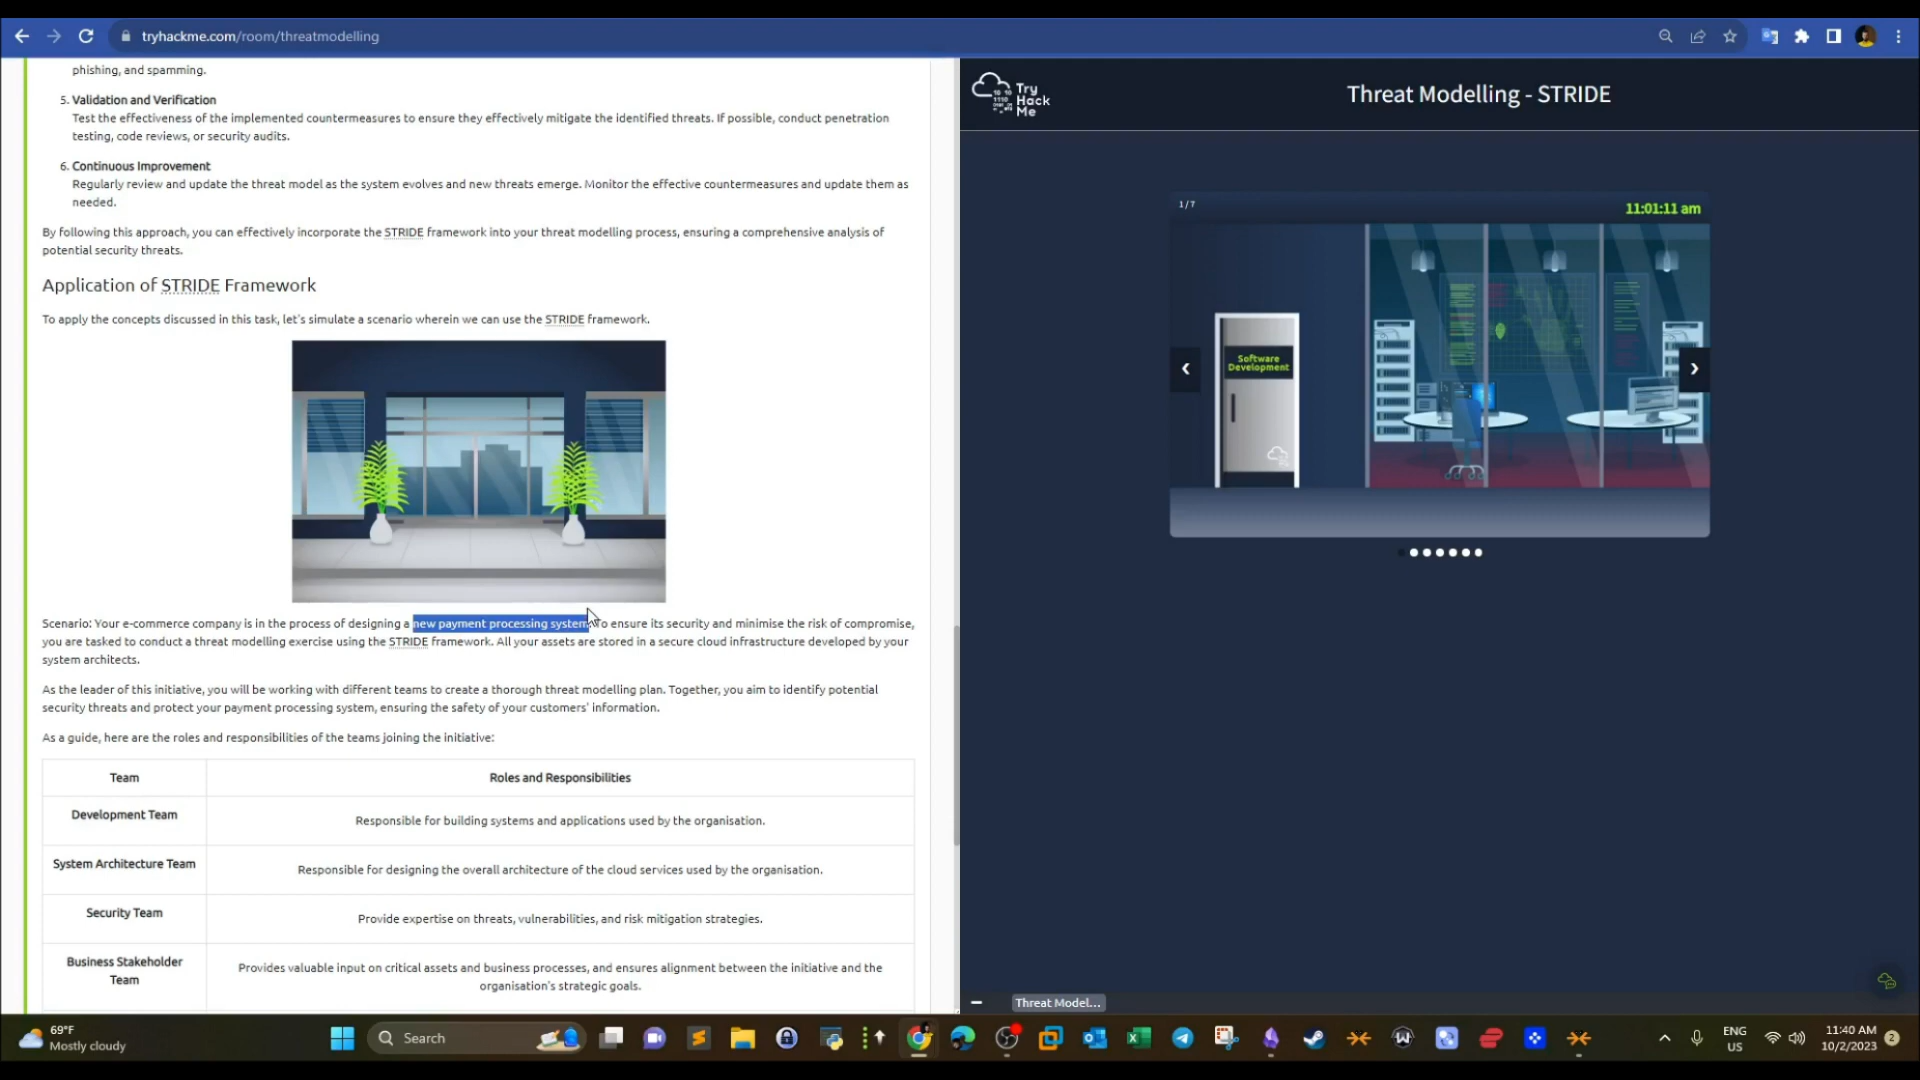 tryhackme.com/room/threatmodelling
phishing, and spamming.
5. Validation and Verification
Test the effectiveness of the implemented countermeasures to ensure they effectively mitigate the identified threats. If possible, conduct penetration
testing, code reviews, or security audits.
6. Continuous Improvement
Regularly review and update the threat model as the system evolves and new threats emerge. Monitor the effective countermeasures and update them as
needed.
By following this approach, you can effectively incorporate the STRIDE framework into your threat modelling process, ensuring a comprehensive analysis of
potential security threats.
Application of STRIDE Framework
To apply the concepts discussed in this task, let's simulate a scenario wherein we can use the STRIDE framework.
Scenario: Your e-commerce company is in the process of designing a new payment processing system. To ensure its security and minimise the risk of compromise,
you are tasked to conduct a threat modelling exercise using the STRIDE framework. All your assets are stored in a secure cloud infrastructure developed by your
system architects.
As the leader of this initiative, you will be working with different teams to create a thorough threat modelling plan. Together, you aim to identify potential
security threats and protect your payment processing system, ensuring the safety of your customers' information.
As a guide, here are the roles and responsibilities of the teams joining the initiative:
Team Roles and Responsibilities
Development Team Responsible for building systems and applications used by the organisation.
System Architecture Team Responsible for designing the overall architecture of the cloud services used by the organisation.
Security Team Provide expertise on threats, vulnerabilities, and risk mitigation strategies.
Business Stakeholder
Team
Provides valuable input on critical assets and business processes, and ensures alignment between the initiative and the
organisation's strategic goals.
Try
Hack
Me
Threat Modelling - STRIDE
1/7
11:01:11 am
Software
Development
Threat Model...
69°F
Mostly cloudy
Search
ENG
US
11:40 AM
10/2/2023
2